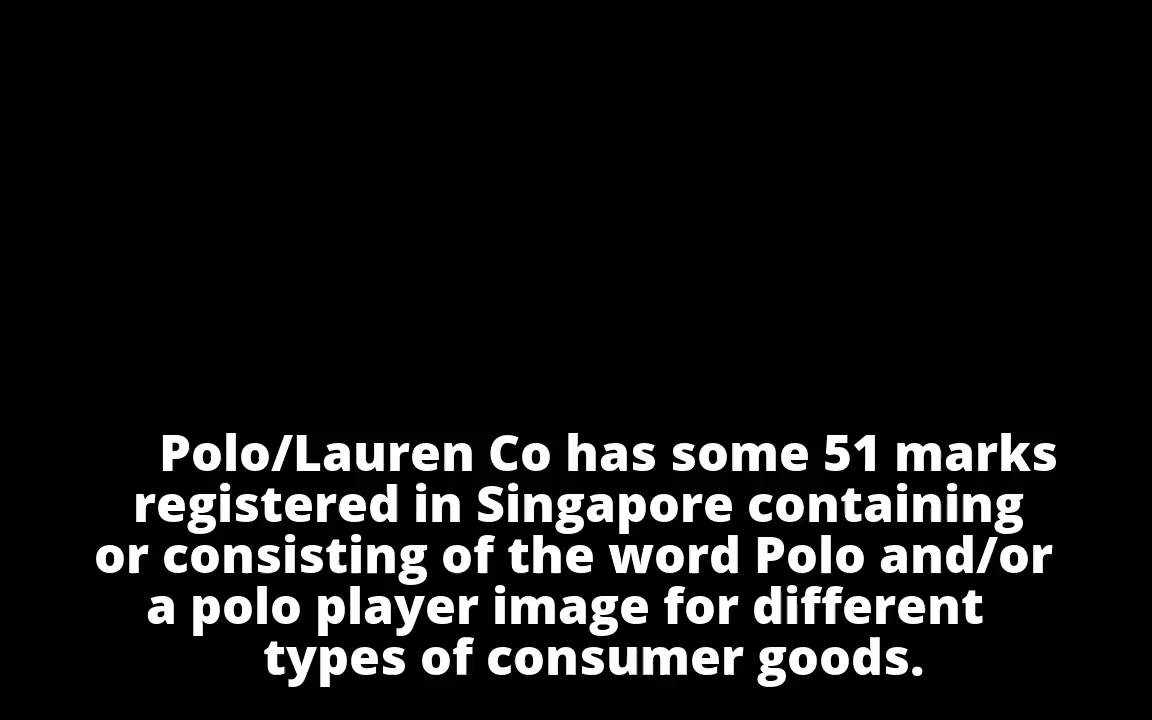 Polo/Lauren Co has some 51 marks
registered in Singapore containing
or consisting of the word Polo and/or
a polo player image for different
types of consumer goods.